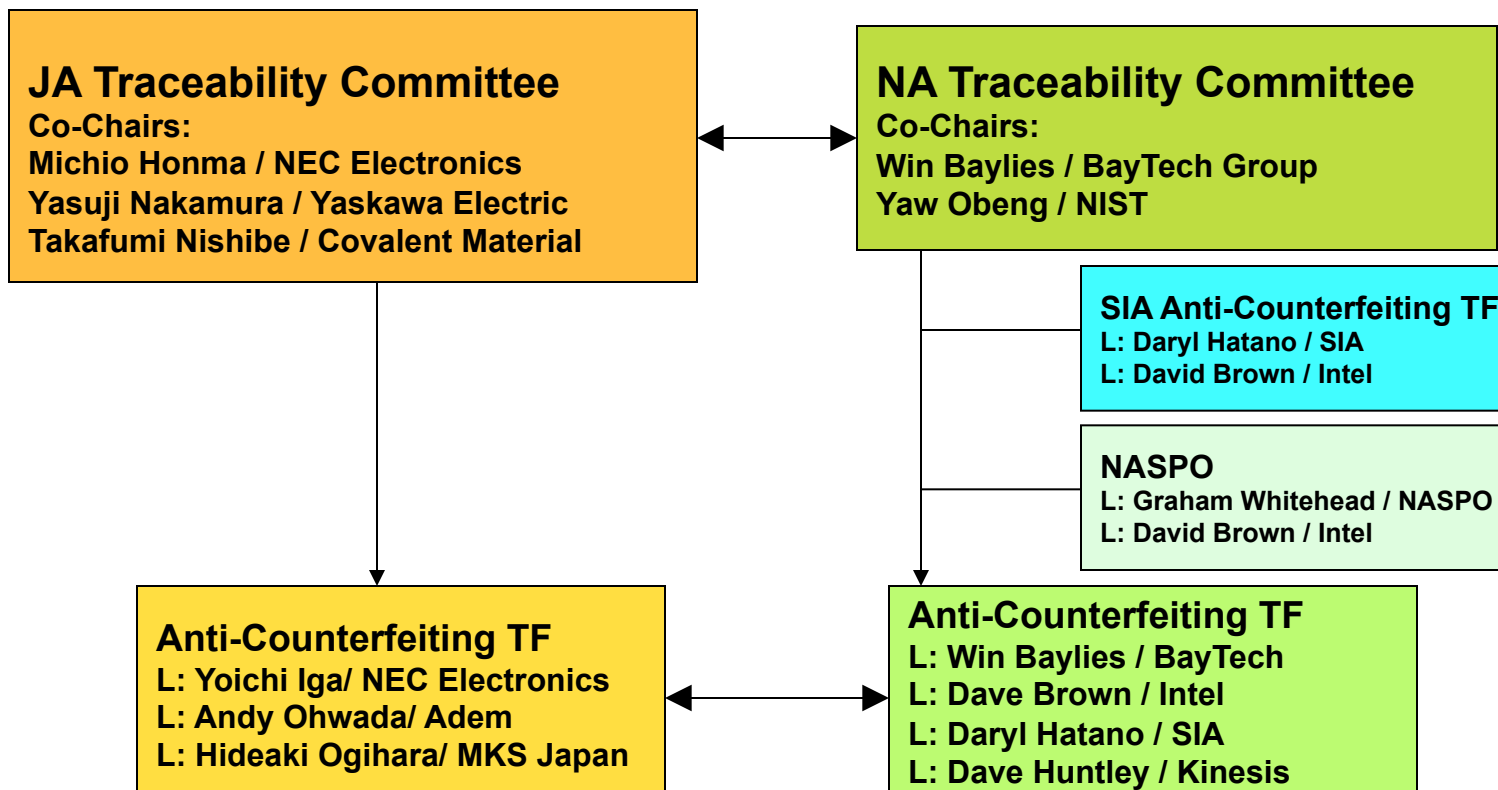 JA Traceability Committee
Co-Chairs:
Michio Honma / NEC Electronics
Yasuji Nakamura / Yaskawa Electric
Takafumi Nishibe / Covalent Material
NA Traceability Committee
Co-Chairs:
Win Baylies / BayTech Group
Yaw Obeng / NIST
SIA Anti-Counterfeiting TF
L: Daryl Hatano / SIA
L: David Brown / Intel
NASPO
L: Graham Whitehead / NASPO
L: David Brown / Intel
Anti-Counterfeiting TF
L: Yoichi Iga/ NEC Electronics
L: Andy Ohwada/ Adem
L: Hideaki Ogihara/ MKS Japan
Anti-Counterfeiting TF
L: Win Baylies / BayTech
L: Dave Brown / Intel
L: Daryl Hatano / SIA
L: Dave Huntley / Kinesis